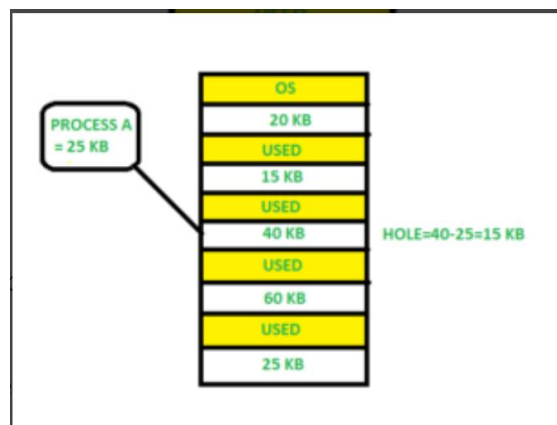 OS
20 KB
PROCESS A
= 25 KB
USED
15 KB
USED
40 KB
HOLE=40-25=15 KB
USED
60 KB
USED
25 KB